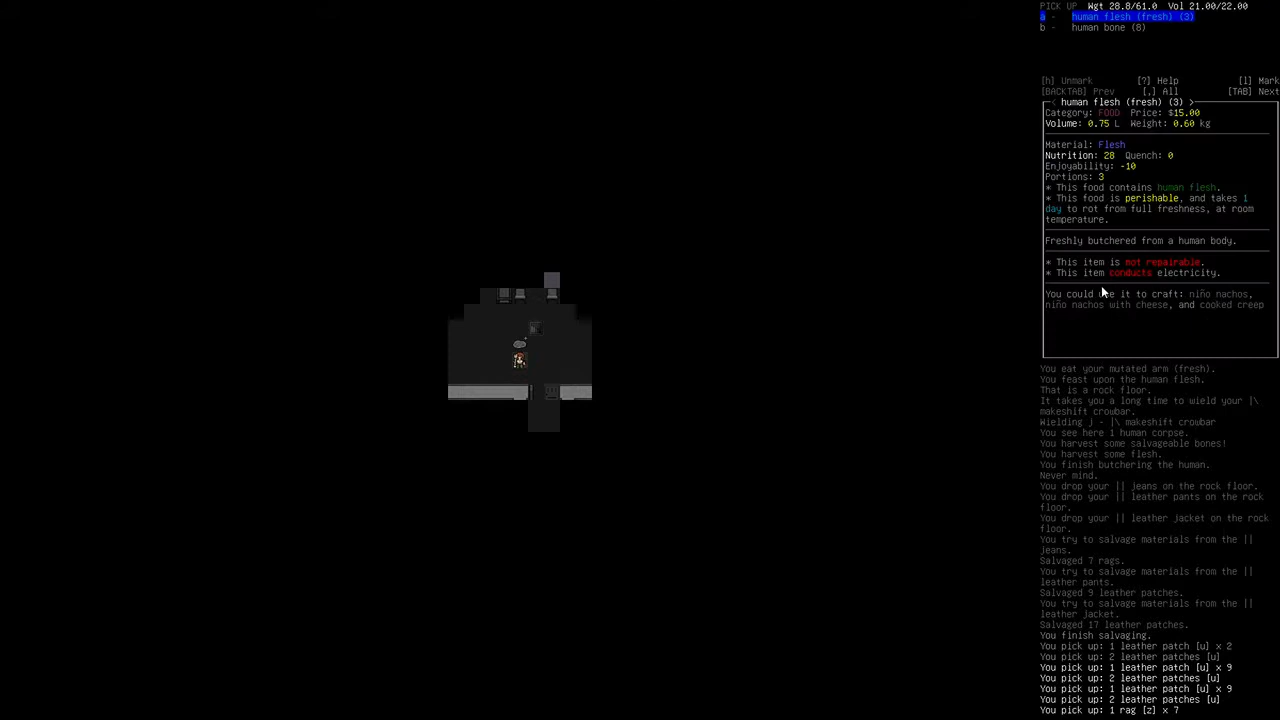 PICK UP  Wgt 28.8/61.0  Vol 21.00/22.00
a -    human flesh (fresh) (3)
b -    human bone (8)
[h] Unmark    [?] Help    [l] Mark
[BACKTAB] Prev    [,] All    [TAB] Next
< human flesh (fresh) (3) >
Category: FOOD  Price: $15.00
Volume: 0.75 L  Weight: 0.60 kg
Material: Flesh
Nutrition: 28  Quench: 0
Enjoyability: -10
Portions: 3
* This food contains human flesh.
* This food is perishable, and takes 1
day to rot from full freshness, at room
temperature.
Freshly butchered from a human body.
* This item is not repairable.
* This item conducts electricity.
You could use it to craft: niño nachos,
niño nachos with cheese, and cooked creep
You eat your mutated arm (fresh).
You feast upon the human flesh.
That is a rock floor.
It takes you a long time to wield your |\
makeshift crowbar.
Wielding j - |\ makeshift crowbar
You see here 1 human corpse.
You harvest some salvageable bones!
You harvest some flesh.
You finish butchering the human.
Never mind.
You drop your || jeans on the rock floor.
You drop your || leather pants on the rock
floor.
You drop your || leather jacket on the rock
floor.
You try to salvage materials from the ||
jeans.
Salvaged 7 rags.
You try to salvage materials from the ||
leather pants.
Salvaged 9 leather patches.
You try to salvage materials from the ||
leather jacket.
Salvaged 17 leather patches.
You finish salvaging.
You pick up: 1 leather patch [u] x 2
You pick up: 2 leather patches [u]
You pick up: 1 leather patch [u] x 9
You pick up: 2 leather patches [u]
You pick up: 1 leather patch [u] x 9
You pick up: 2 leather patches [u]
You pick up: 1 rag [z] x 7